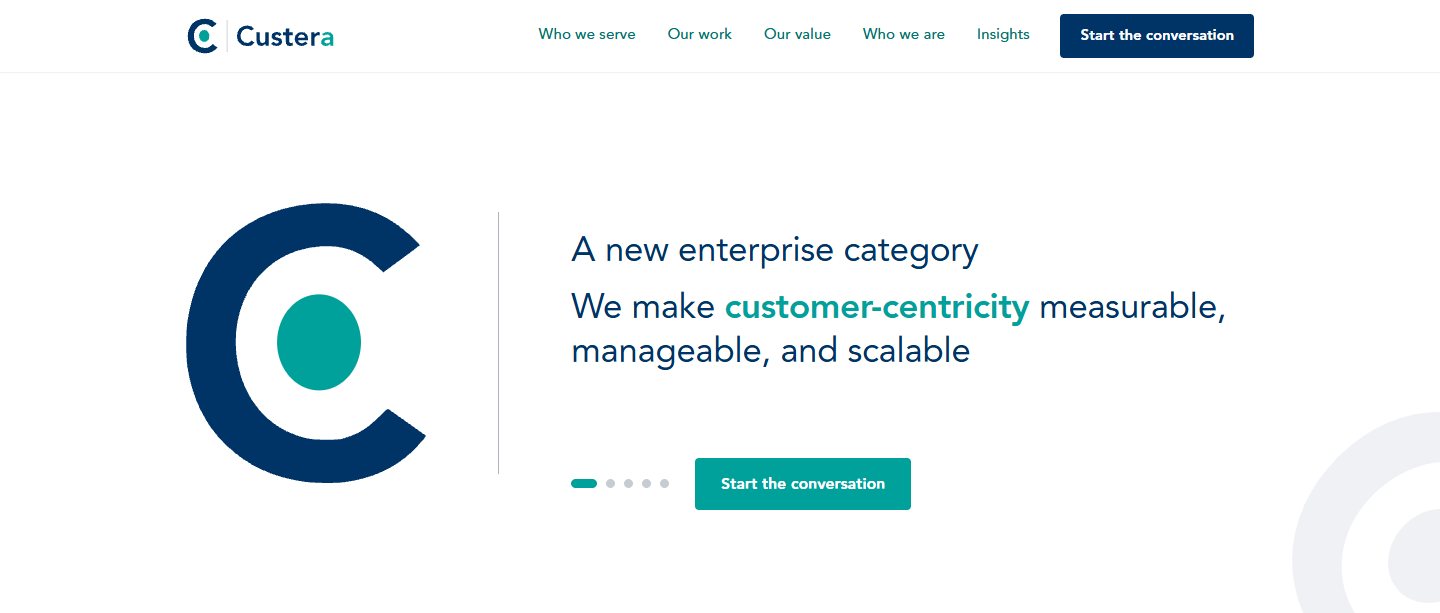 Custera
Who we serve
Our work
Our value
Who we are
Insights
Start the conversation
A new enterprise category
We make customer-centricity measurable,
manageable, and scalable
Start the conversation